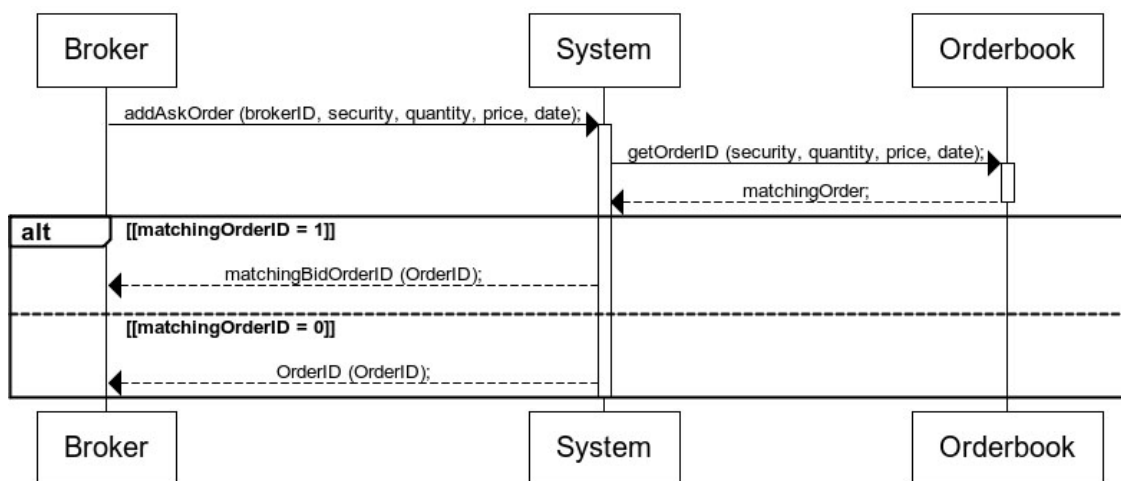 Broker
System
Orderbook
addAskOrder (brokerID, security, quantity, price, date);
getOrderID (security, quantity, price, date);
matchingOrder;
alt
[[matchingOrderID = 1]]
matchingBidOrderID (OrderID);
[[matchingOrderID = 0]]
OrderID (OrderID);
Broker
System
Orderbook